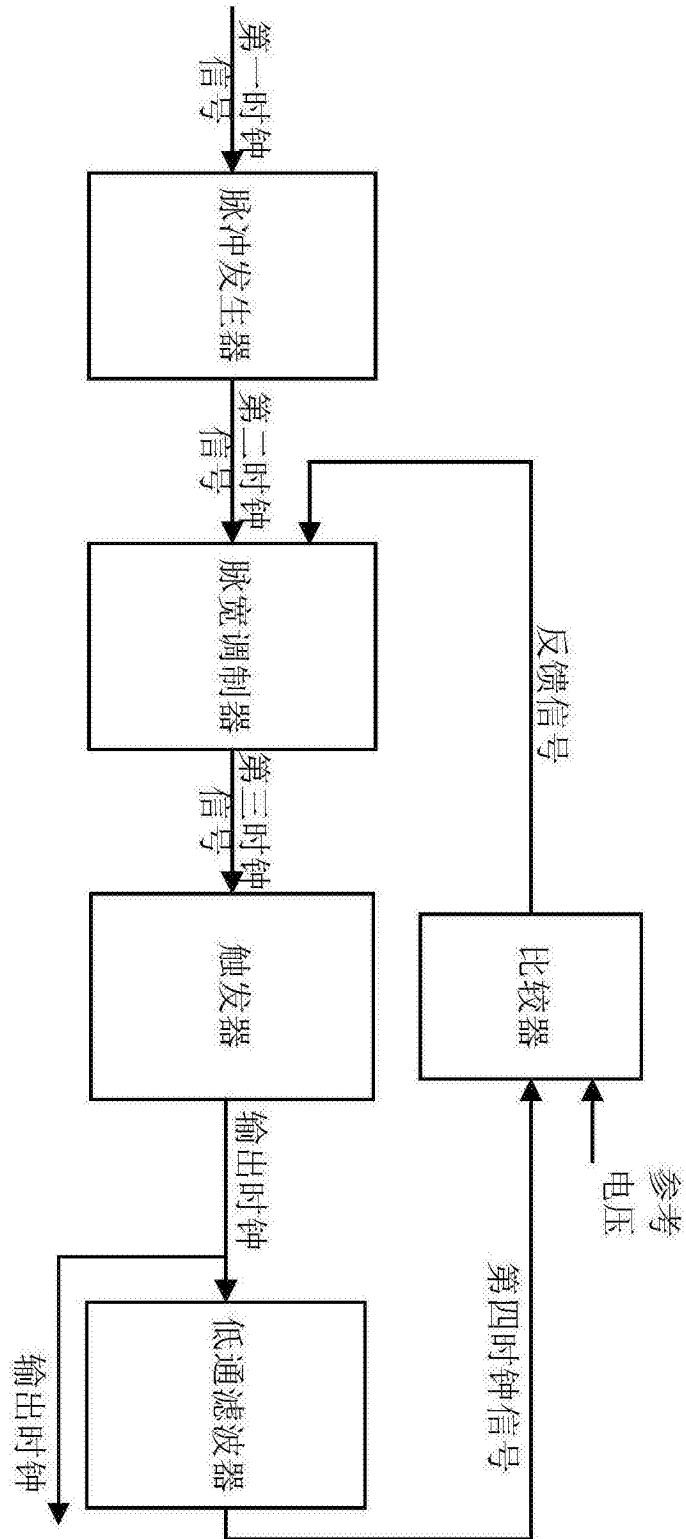 第一时钟
信号
脉冲发生器
第二时钟
信号
脉宽调制器
第三时钟
信号
触发器
输出时钟
输出时钟
低通滤波器
第四时钟信号
参考
电压
比较器
反馈信号